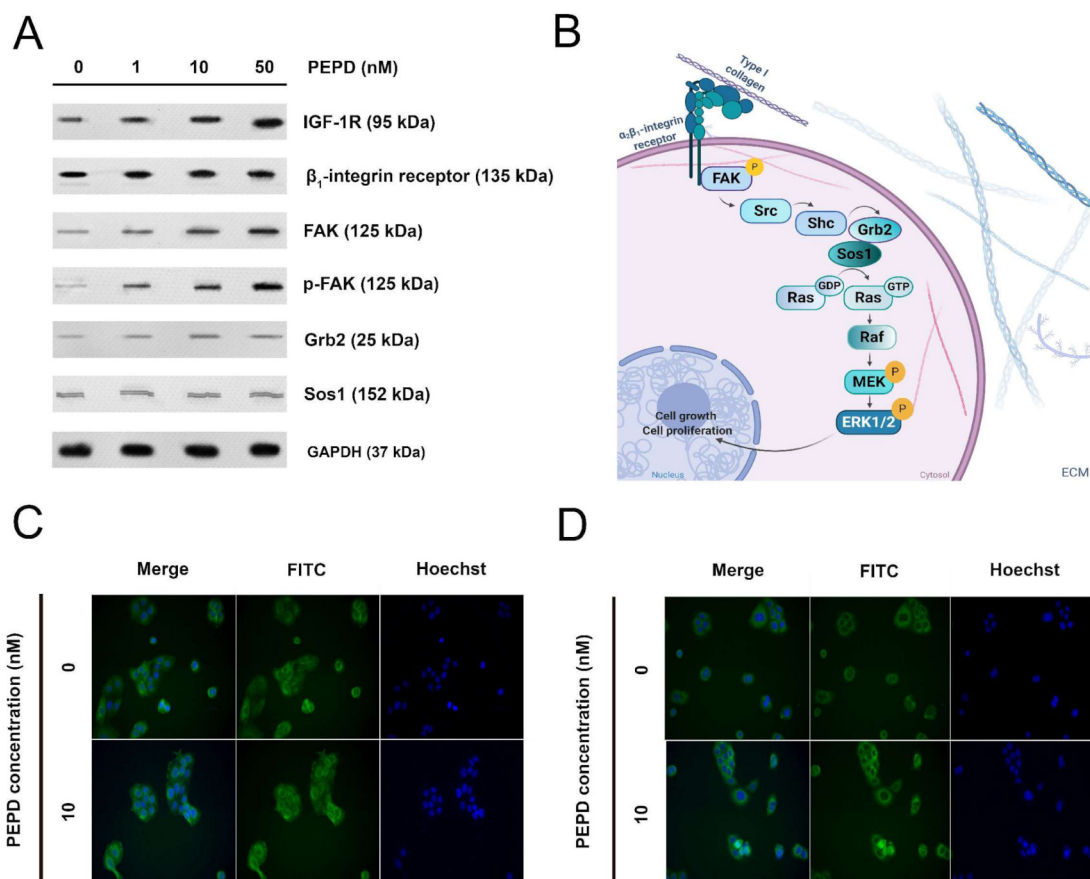 A
0 1 10 50 PEPD (nM)
IGF-1R (95 kDa)
β₁-integrin receptor (135 kDa)
FAK (125 kDa)
p-FAK (125 kDa)
Grb2 (25 kDa)
Sos1 (152 kDa)
GAPDH (37 kDa)
B
Type I
collagen
α₂β₁-integrin
receptor
FAK
P
Src
Shc
Grb2
Sos1
Ras
GDP
Ras
GTP
Raf
MEK
P
ERK1/2
P
Cell growth
Cell proliferation
Nucleus
Cytosol
ECM
C
Merge FITC Hoechst
PEPD concentration (nM)
0
10
D
Merge FITC Hoechst
PEPD concentration (nM)
0
10